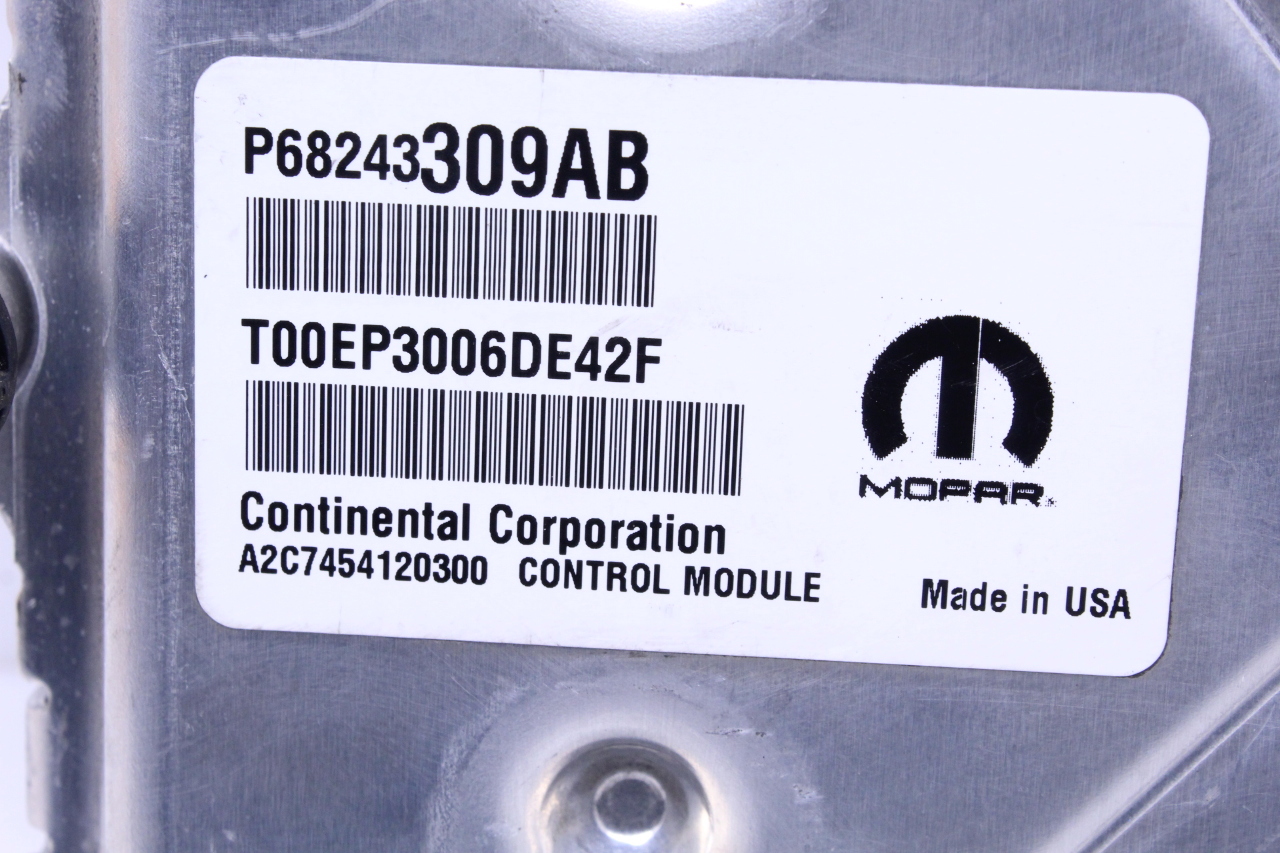 P68243309AB
T00EP3006DE42F
Continental Corporation
A2C7454120300 CONTROL MODULE
MOPAR
Made in USA